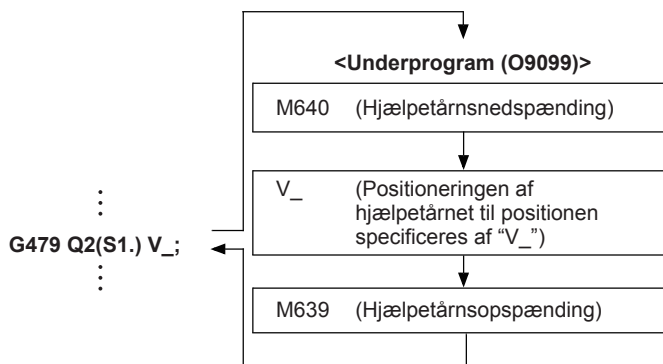 <Underprogram (O9099)>
M640 (Hjælpetårnsnedspænding)
V_ (Positioneringen af
hjælpetårnet til positionen
specificeres af “V_”)
M639 (Hjælpetårnsopspænding)
G479 Q2(S1.) V_;